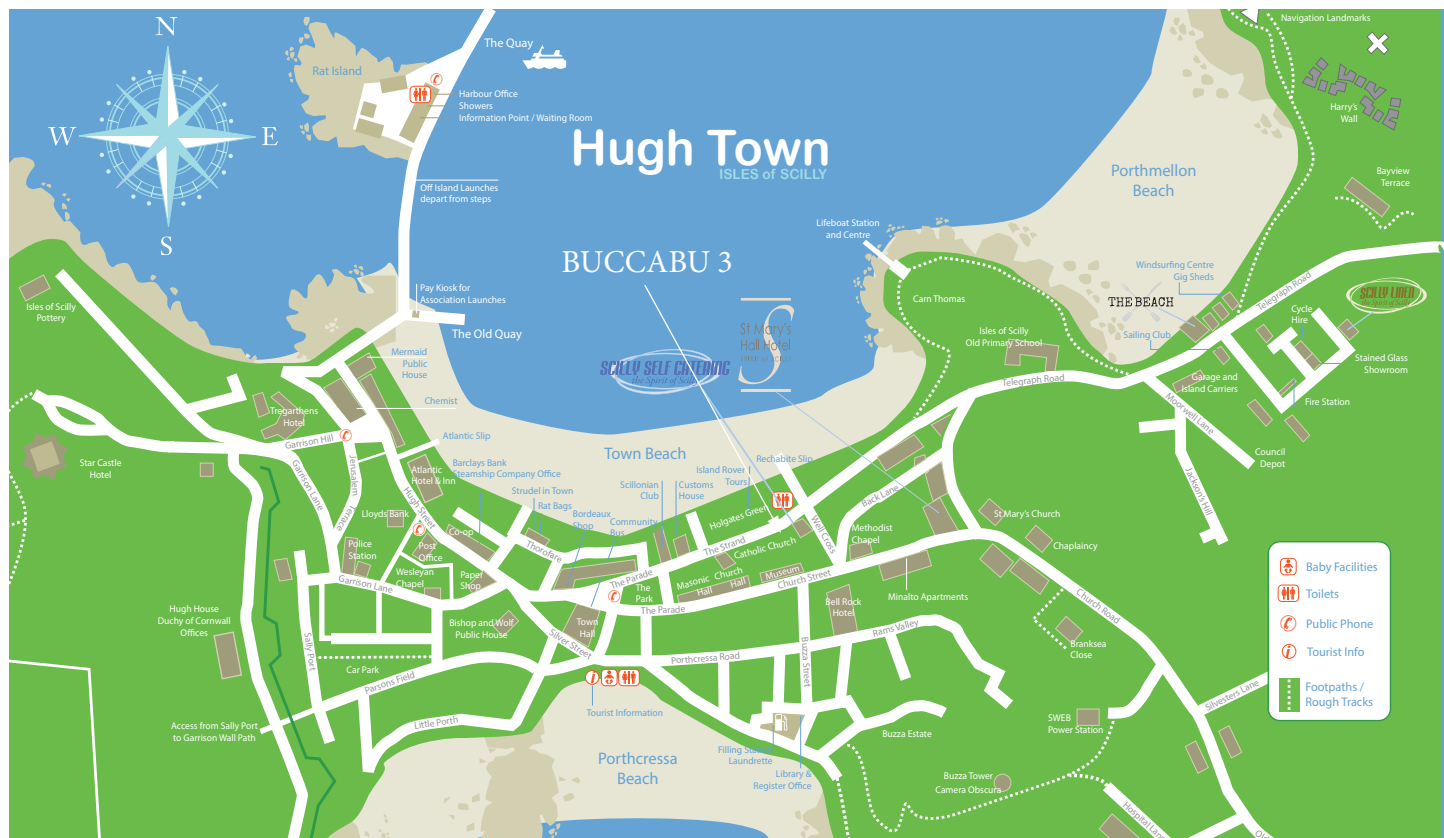 N
W
E
S
Rat Island
The Quay
Harbour Office
Showers
Information Point / Waiting Room
Hugh Town
ISLES of SCILLY
Off Island Launches
depart from steps
BUCCABU 3
Pay Kiosk for
Association Launches
The Old Quay
Navigation Landmarks
Harry's
Wall
Bayview
Terrace
Porthmellon
Beach
Lifeboat Station
and Centre
Windsurfing Centre
Gig Sheds
THE BEACH
Telegraph Road
SCILLY LINEN
the Spirit of Scilly
Carn Thomas
Cycle
Hire
Isles of Scilly
Old Primary School
Sailing Club
Stained Glass
Showroom
Telegraph Road
Garage and
Island Carriers
Fire Station
Moorwell Lane
Council
Depot
Jackson's Hill
Isles of Scilly
Pottery
Mermaid
Public
House
Chemist
SCILLY SELF CATERING
the Spirit of Scilly
St Mary's
Hall Hotel
Tregarthens
Hotel
Garrison Hill
Atlantic Slip
Star Castle
Hotel
Garrison Lane
Jerusalem
Terrace
Atlantic
Hotel & Inn
Hugh Street
Barclays Bank
Steamship Company Office
Strudel in Town
Rat Bags
Bordeaux
Shop
Community
Bus
Town Beach
Scillonian
Club
Customs
House
Island Rover
Tours
Rechabite Slip
Holgates Green
Back Lane
Lloyds Bank
Co-op
Post
Office
Police
Station
Wesleyan
Chapel
Paper
Shop
Garrison Lane
Thorofare
The Parade
The
Park
The Strand
Well Cross
Methodist
Chapel
Catholic Church
Masonic
Hall
Church
Hall
Museum
Church Street
The Parade
St Mary's Church
Chaplaincy
Minalto Apartments
Bell Rock
Hotel
Church Road
Hugh House
Duchy of Cornwall
Offices
Bishop and Wolf
Public House
Town
Hall
Silver Street
Sally Port
Car Park
Parsons Field
Porthcressa Road
Buzza Street
Rams Valley
Branksea
Close
Silvesters Lane
Access from Sally Port
to Garrison Wall Path
Little Porth
Tourist Information
Porthcressa
Beach
Filling Station
Laundrette
Library &
Register Office
Buzza Estate
SWEB
Power Station
Buzza Tower
Camera Obscura
Hospital Lane
Baby Facilities
Toilets
Public Phone
Tourist Info
Footpaths /
Rough Tracks